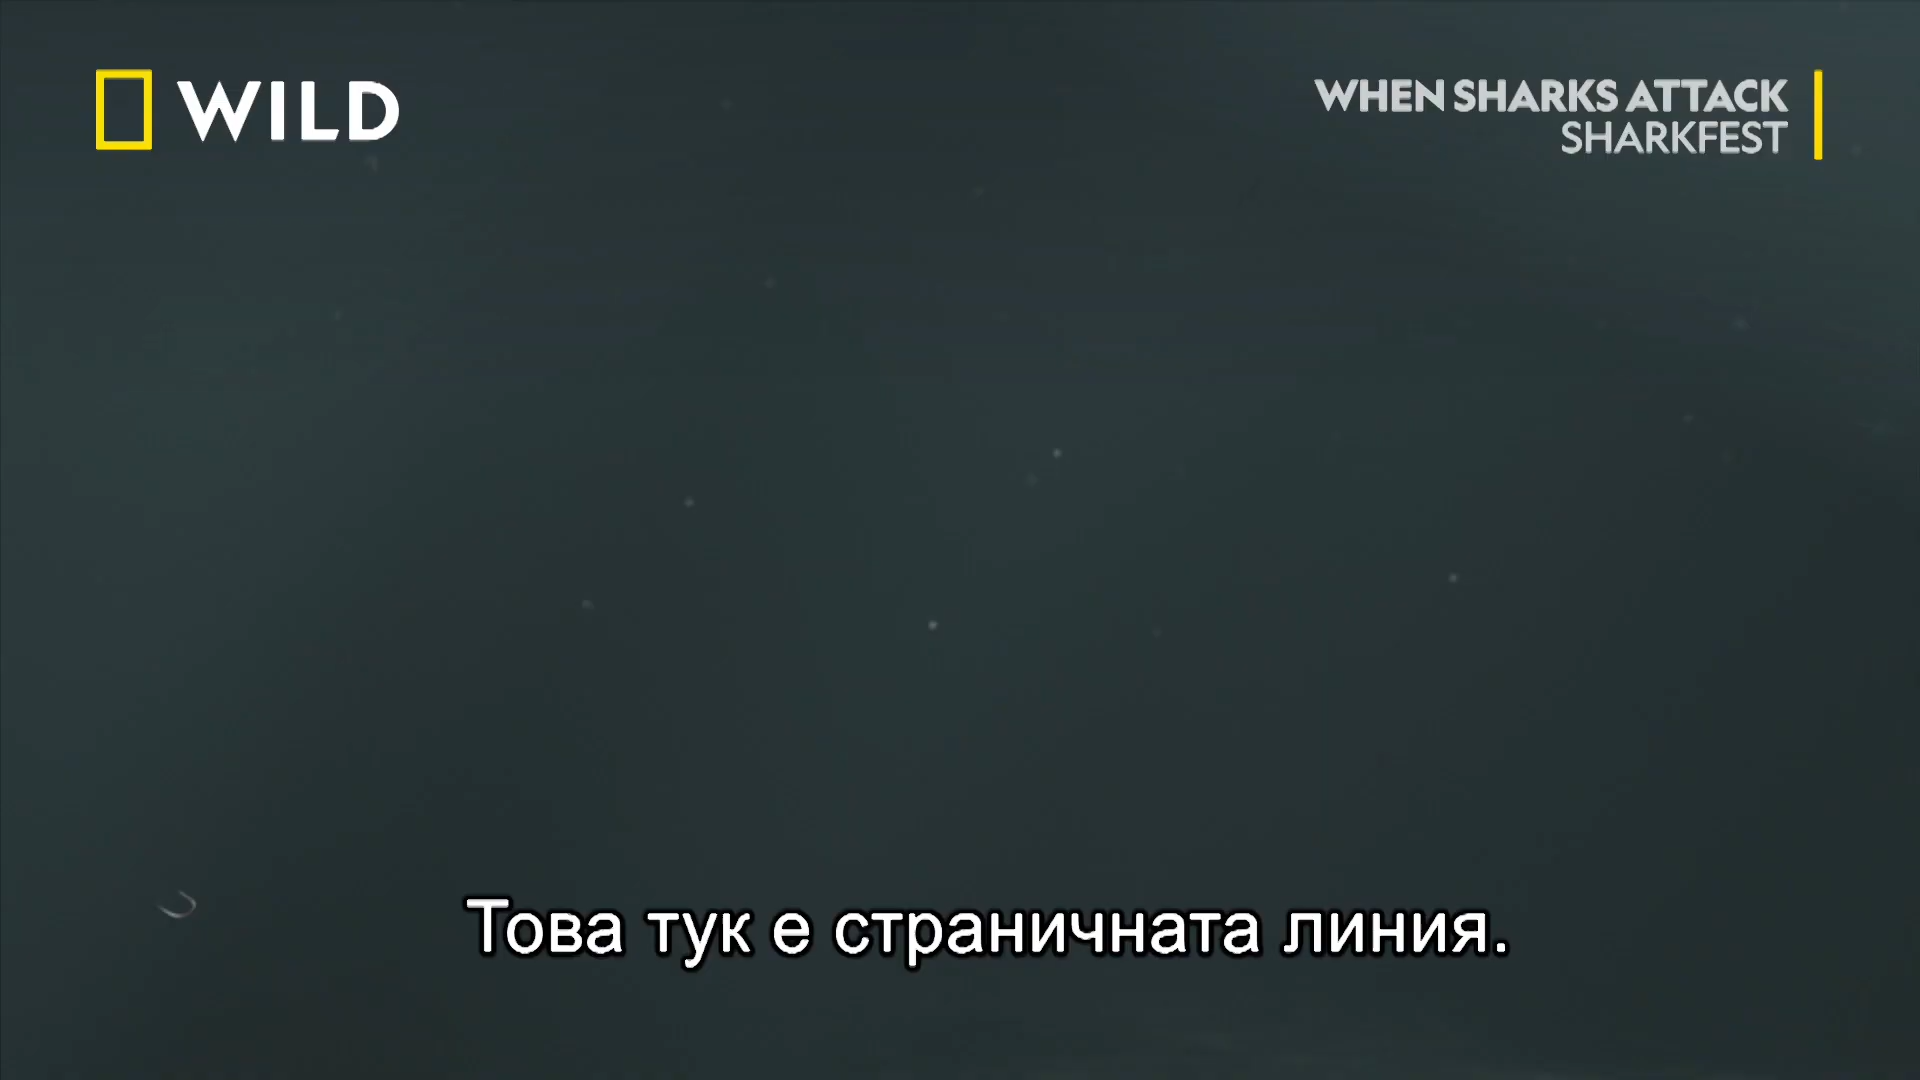 WILD
WHEN SHARKS ATTACK
SHARKFEST
Това тук е страничната линия.